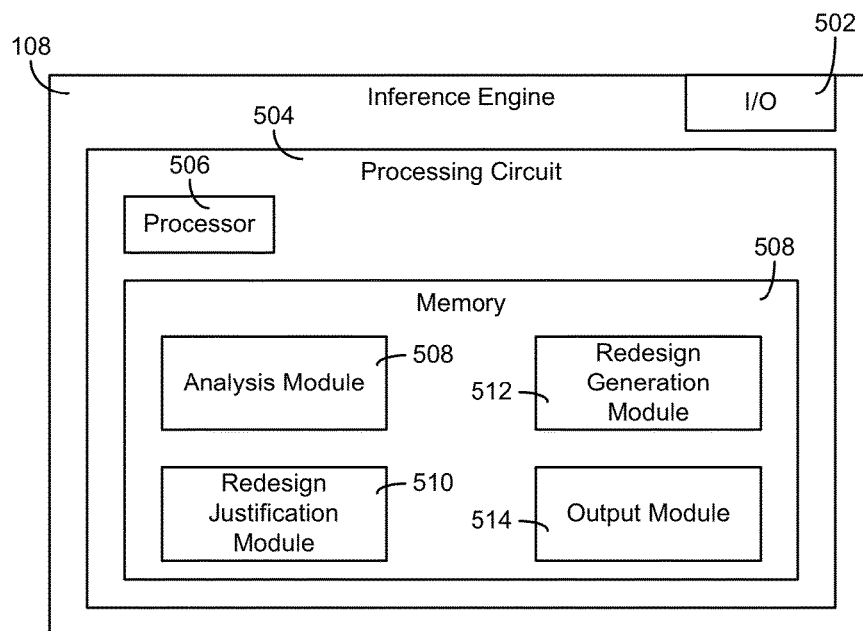 502
108
Inference Engine
I/O
504
Processing Circuit
506
Processor
508
Memory
Analysis Module
508
Redesign
Generation
Module
512
Redesign
Justification
Module
510
Output Module
514